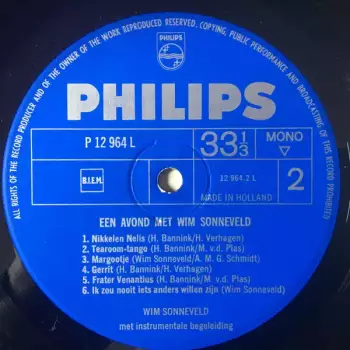 ALL RIGHTS OF THE RECORD PRODUCER AND OF THE OWNER OF THE WORK REPRODUCED RESERVED. COPYING, PUBLIC PERFORMANCE AND BROADCASTING OF THIS RECORD PROHIBITED
PHILIPS
PHILIPS
P 12 964 L
33 1/3
MONO
B.I.E.M.
12 964 2 L
MADE IN HOLLAND
2
EEN AVOND MET WIM SONNEVELD
1. Nikkelen Nelis (H. Bannink/H. Verhagen)
2. Tearoom-tango (H. Bannink/M. v.d. Plas)
3. Margootje (Wim Sonneveld/A. M. G. Schmidt)
4. Gerrit (H. Bannink/H. Verhagen)
5. Frater Venantius (H. Bannink/M. v.d. Plas)
6. Ik zou nooit iets anders willen zijn (Wim Sonneveld)
WIM SONNEVELD
met instrumentale begeleiding